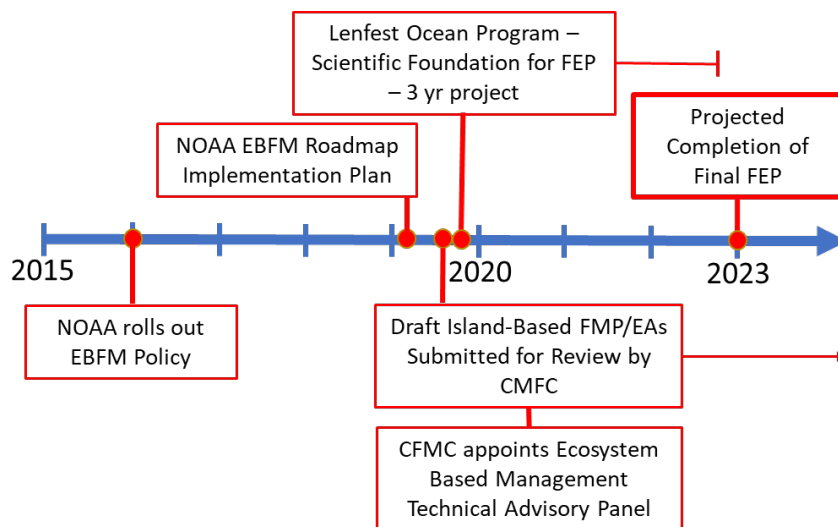 Lenfest Ocean Program –
Scientific Foundation for FEP
– 3 yr project
Projected
Completion of
Final FEP
NOAA EBFM Roadmap
Implementation Plan
2015
2020
2023
NOAA rolls out
EBFM Policy
Draft Island-Based FMP/EAs
Submitted for Review by
CMFC
CFMC appoints Ecosystem
Based Management
Technical Advisory Panel